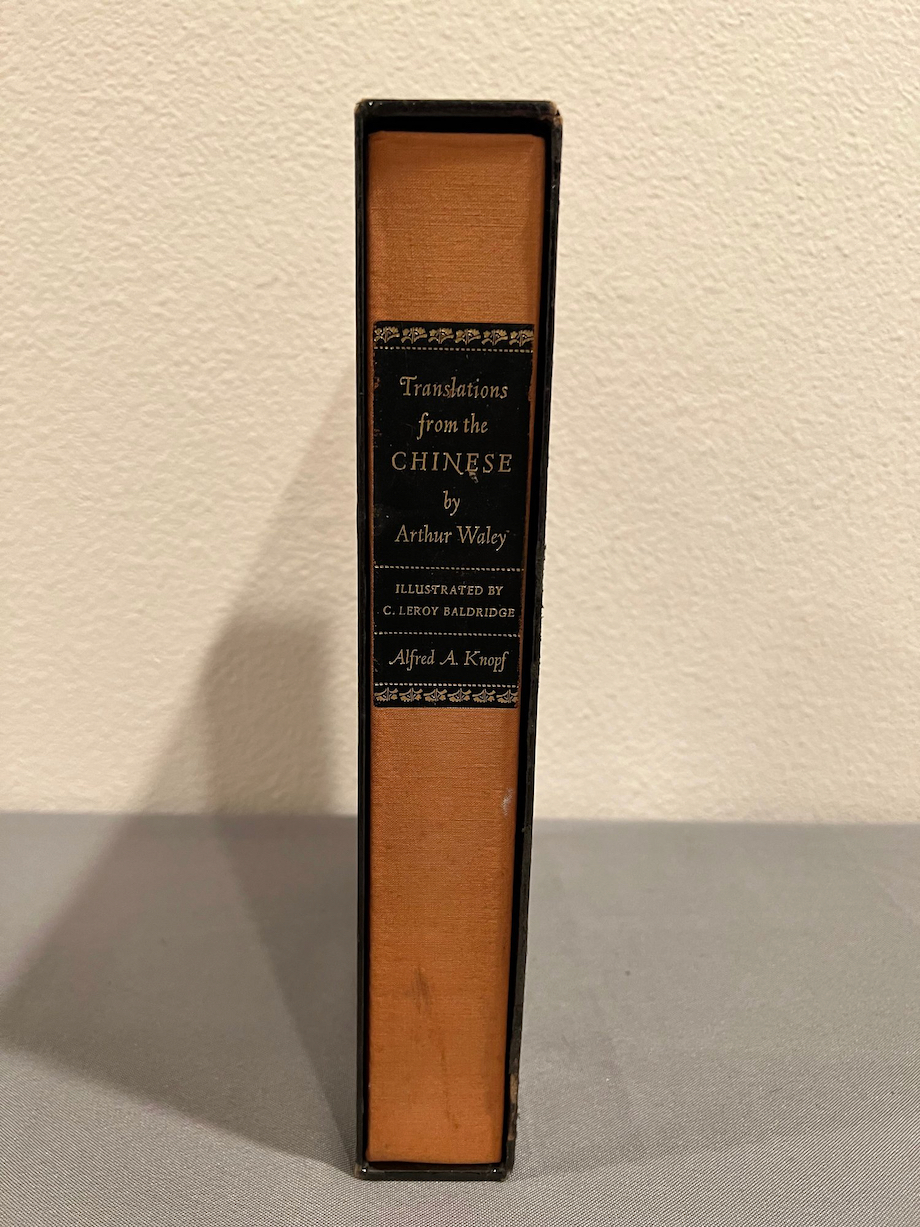 Translations
from the
CHINESE
by
Arthur Waley
ILLUSTRATED BY
C. LEROY BALDRIDGE
Alfred A. Knopf